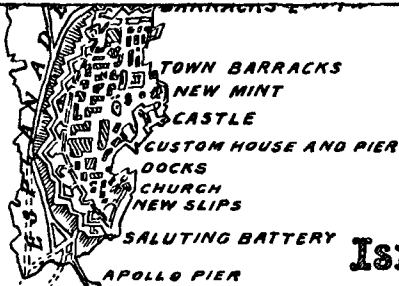 TOWN BARRACKS
NEW MINT
CASTLE
CUSTOM HOUSE AND PIER
DOCKS
CHURCH
NEW SLIPS
SALUTING BATTERY
APOLLO PIER